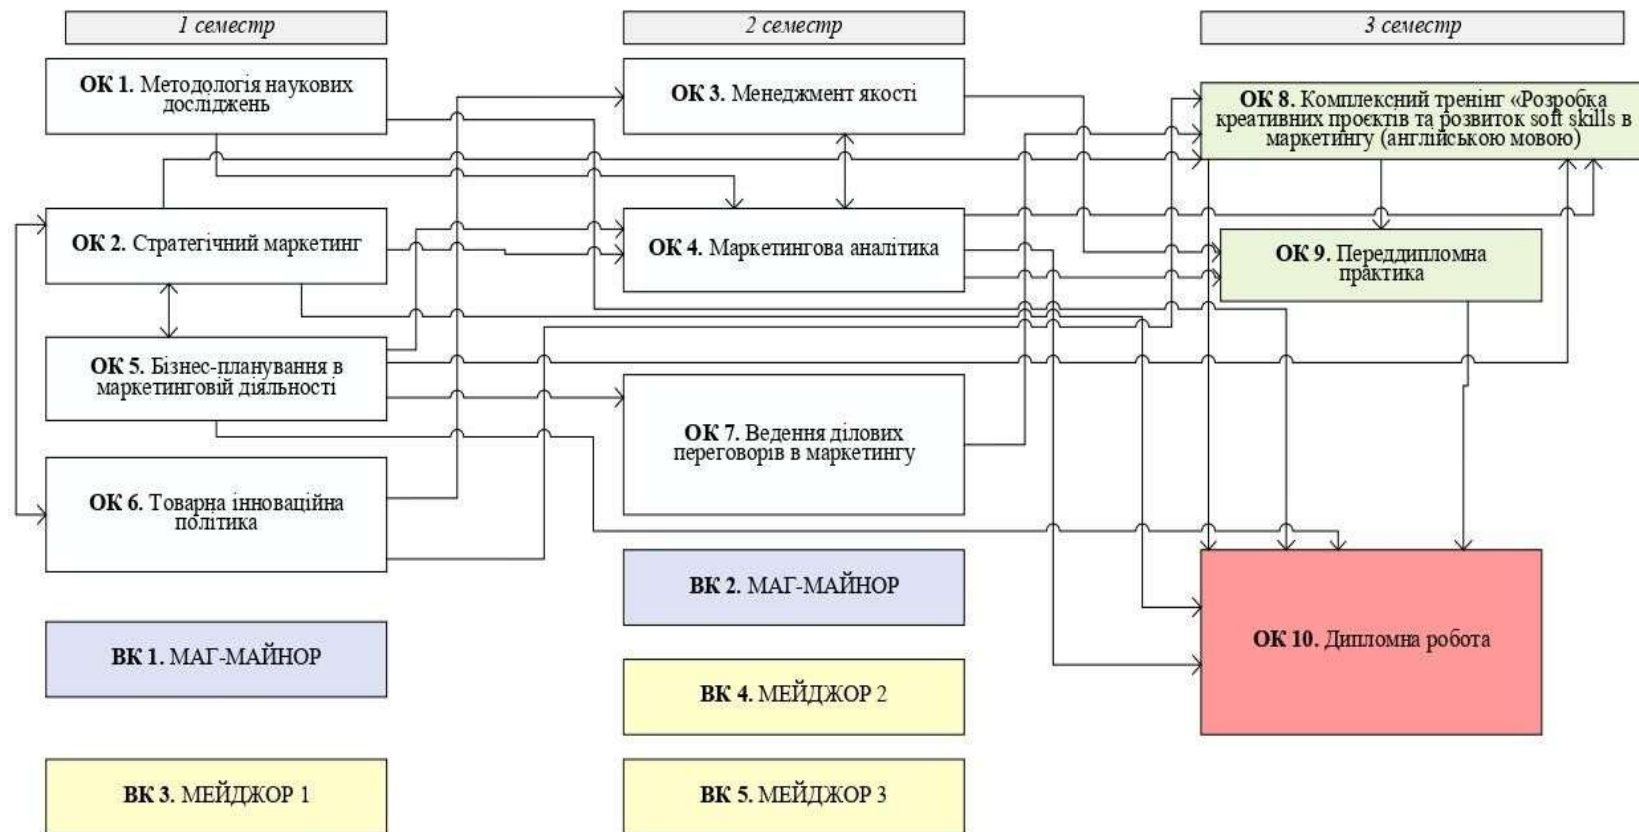 1 семестр
2 семестр
3 семестр
ОК 1. Методологія наукових
досліджень
ОК 3. Менеджмент якості
ОК 8. Комплексний тренінг «Розробка
креативних проєктів та розвиток soft skills в
маркетингу (англійською мовою)
ОК 2. Стратегічний маркетинг
ОК 4. Маркетингова аналітика
ОК 9. Переддипломна
практика
ОК 5. Бізнес-планування в
маркетинговій діяльності
ОК 7. Ведення ділових
переговорів в маркетингу
ОК 6. Товарна інноваційна
політика
ВК 2. МАГ-МАЙНОР
ОК 10. Дипломна робота
ВК 1. МАГ-МАЙНОР
ВК 4. МЕЙДЖОР 2
ВК 3. МЕЙДЖОР 1
ВК 5. МЕЙДЖОР 3